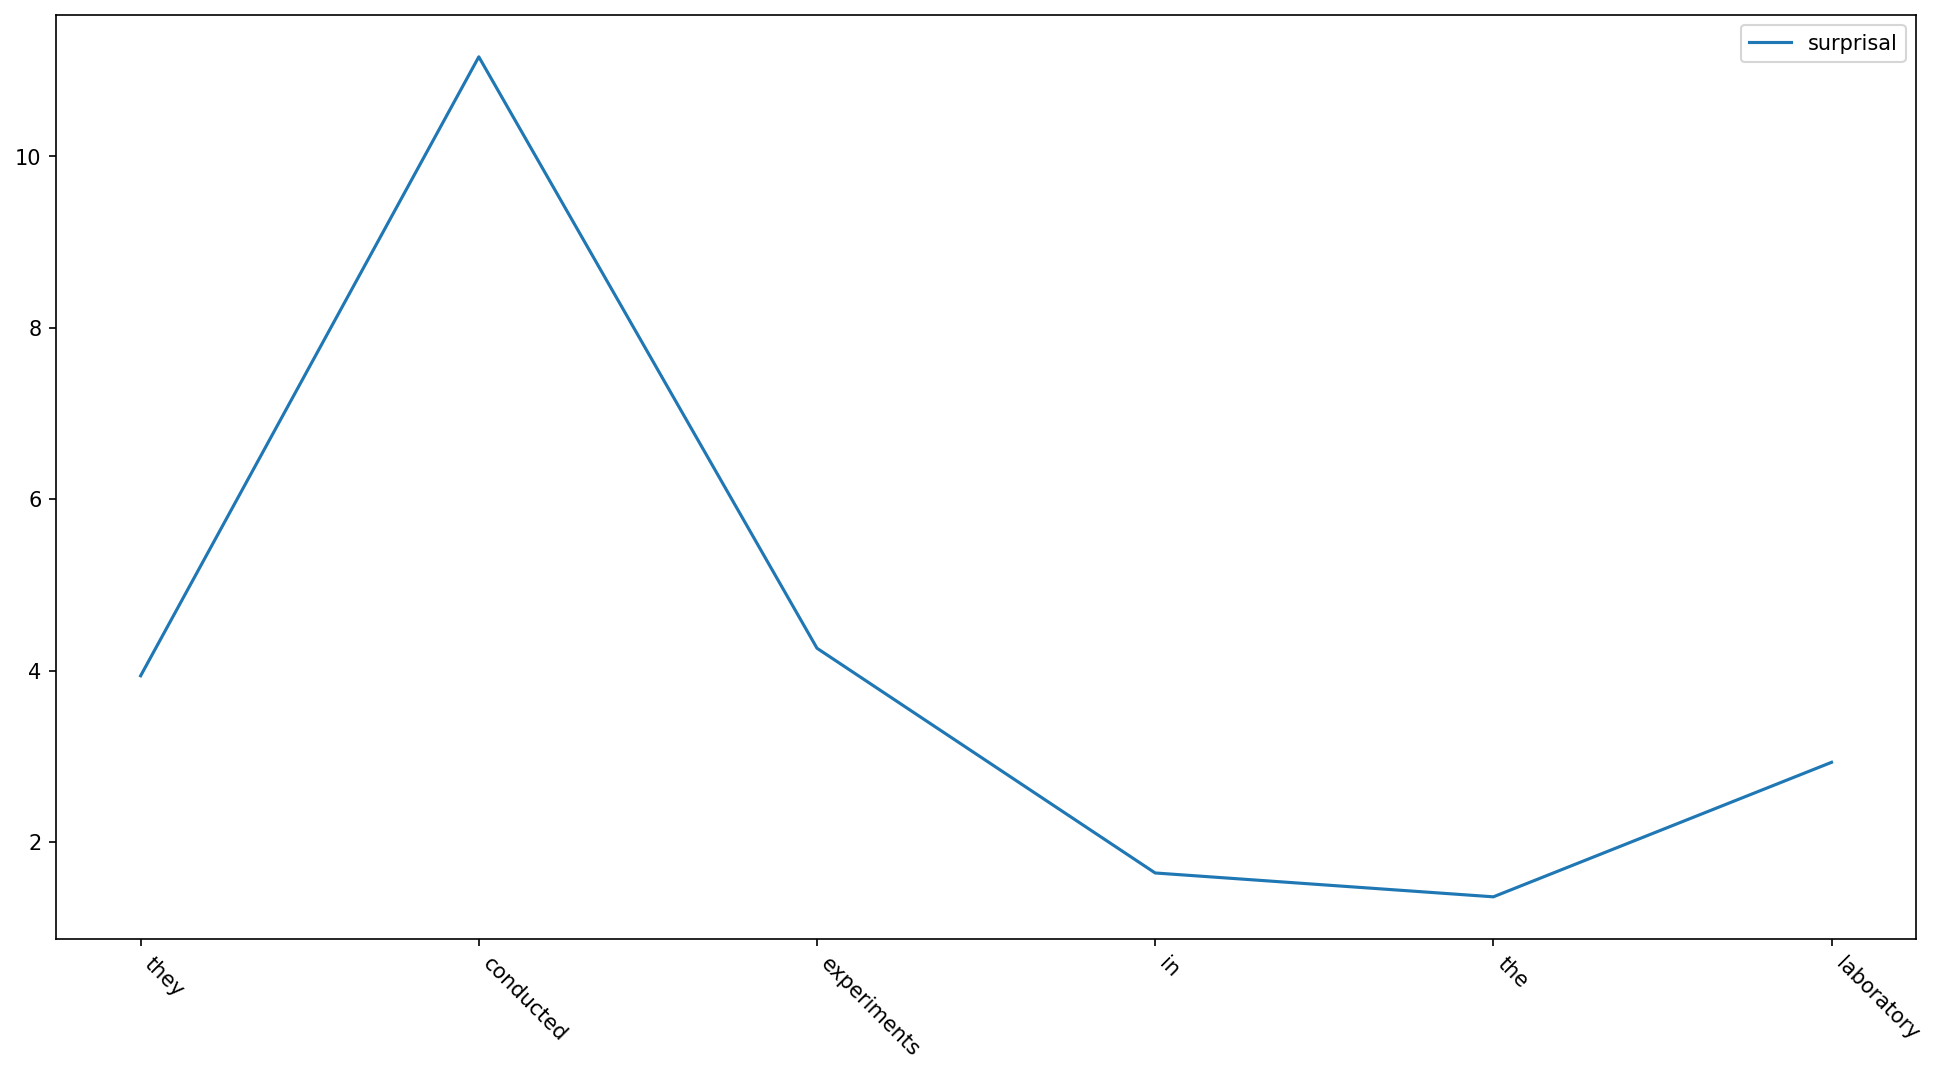 surprisal
10
8
6
4
2
they
conducted
experiments
in
the
laboratory